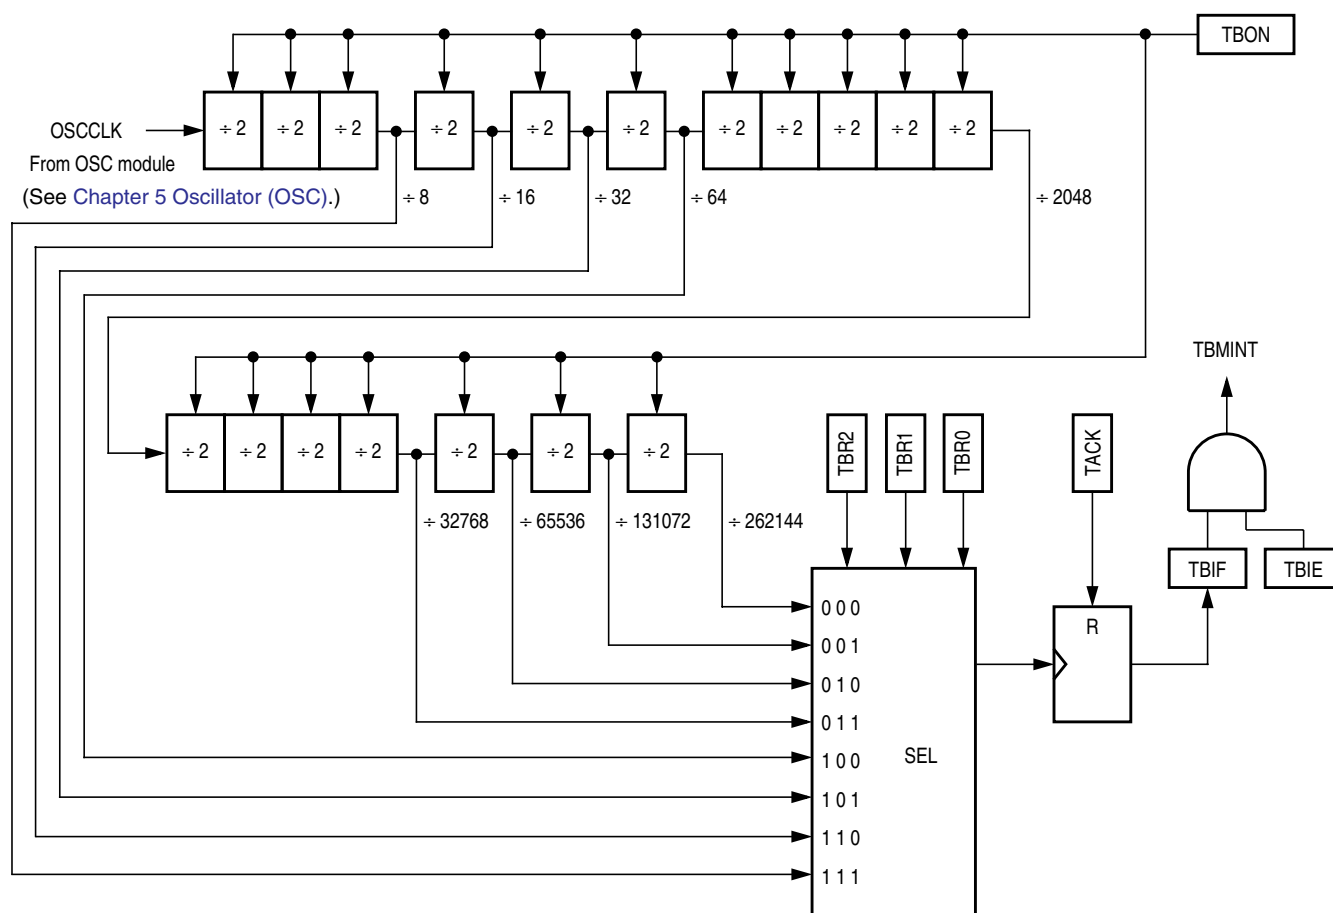 TBON
OSCCLK
÷ 2
÷ 2
÷ 2
÷ 2
÷ 2
÷ 2
÷ 2
÷ 2
÷ 2
÷ 2
÷ 2
From OSC module
(See Chapter 5 Oscillator (OSC).)
÷ 8
÷ 16
÷ 32
÷ 64
÷ 2048
TBMINT
÷ 2
÷ 2
÷ 2
÷ 2
÷ 2
÷ 2
÷ 2
TBR2
TBR1
TBR0
TACK
÷ 32768
÷ 65536
÷ 131072
÷ 262144
TBIF
TBIE
0 0 0
0 0 1
0 1 0
0 1 1
1 0 0
1 0 1
1 1 0
1 1 1
SEL
R